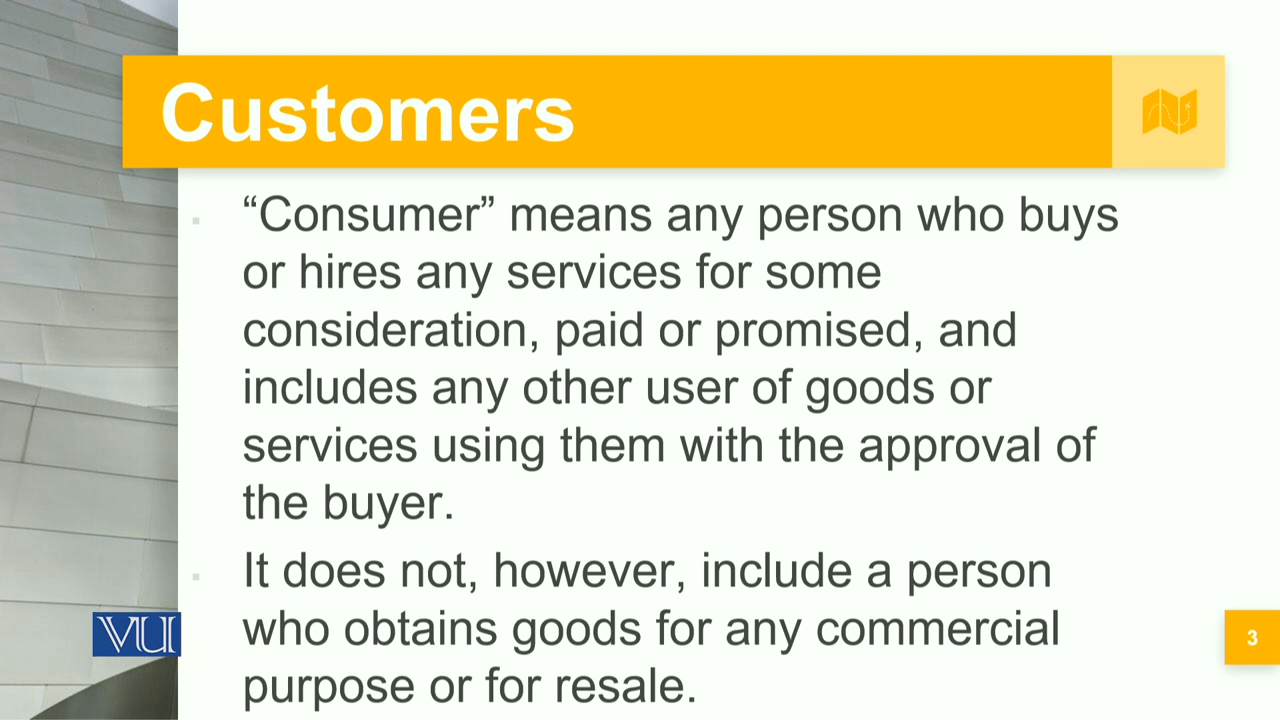 Customers
“Consumer” means any person who buys
or hires any services for some
consideration, paid or promised, and
includes any other user of goods or
services using them with the approval of
the buyer.
It does not, however, include a person
who obtains goods for any commercial
purpose or for resale.
VU
3